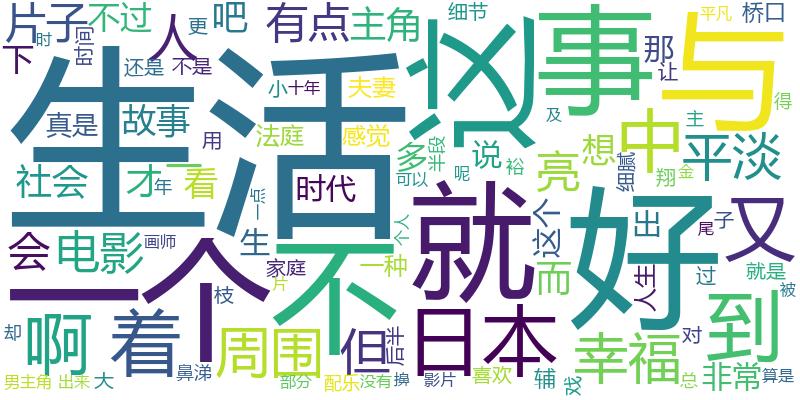 片子
不过
人
更
吧
有点
主角
细节
这
事
与
平凡
桥口
那
让
下
时
时间
还是
不是
小
十年
夫妻
及
得
真是
故事
用
法庭
感觉
生活
多
半段
说
呢
裕
想
中
主
平淡
亮
细腻
翔
金
社会
才
年
一看
一点
时代
可以
好
就
会
电影
画师
一个
生
不
个人
这个
出
尾
子
又
家庭
一种
而
人生
过
就是
被
枝
片
却
啊
着
周围
但
后半
日本
幸福
对
到
男主角
出来
大
鼻涕
部分
配乐
没有
擤
影片
喜欢
辅
戏
总
非常
算是